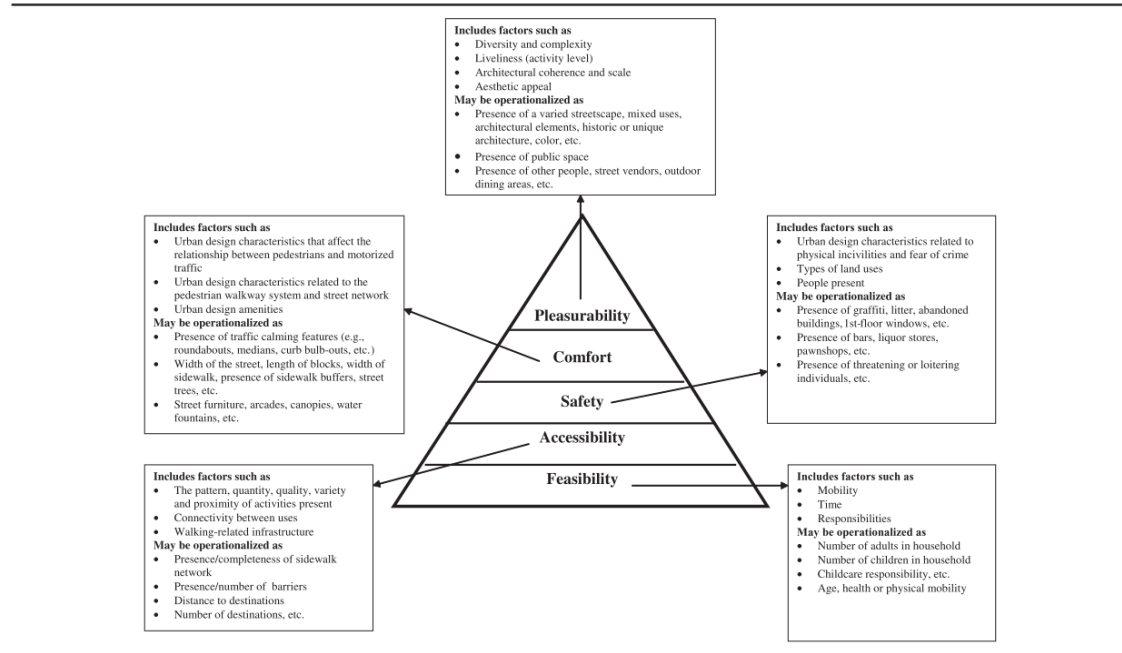 Includes factors such as
• Diversity and complexity
• Liveliness (activity level)
• Architectural coherence and scale
• Aesthetic appeal
May be operationalized as
• Presence of a varied streetscape, mixed uses,
architectural elements, historic or unique
architecture, color, etc.
• Presence of public space
• Presence of other people, street vendors, outdoor
dining areas, etc.
Includes factors such as
• Urban design characteristics that affect the
relationship between pedestrians and motorized
traffic
• Urban design characteristics related to the
pedestrian walkway system and street network
• Urban design amenities
May be operationalized as
• Presence of traffic calming features (e.g.,
roundabouts, medians, curb bulb-outs, etc.)
• Width of the street, length of blocks, width of
sidewalk, presence of sidewalk buffers, street
trees, etc.
• Street furniture, arcades, canopies, water
fountains, etc.
Includes factors such as
• Urban design characteristics related to
physical incivilities and fear of crime
• Types of land uses
• People present
May be operationalized as
• Presence of graffiti, litter, abandoned
buildings, 1st-floor windows, etc.
• Presence of bars, liquor stores,
pawnshops, etc.
• Presence of threatening or loitering
individuals, etc.
Pleasurability
Comfort
Safety
Accessibility
Feasibility
Includes factors such as
• The pattern, quantity, quality, variety
and proximity of activities present
• Connectivity between uses
• Walking-related infrastructure
May be operationalized as
• Presence/completeness of sidewalk
network
• Presence/number of barriers
• Distance to destinations
• Number of destinations, etc.
Includes factors such as
• Mobility
• Time
• Responsibilities
May be operationalized as
• Number of adults in household
• Number of children in household
• Childcare responsibility, etc.
• Age, health or physical mobility